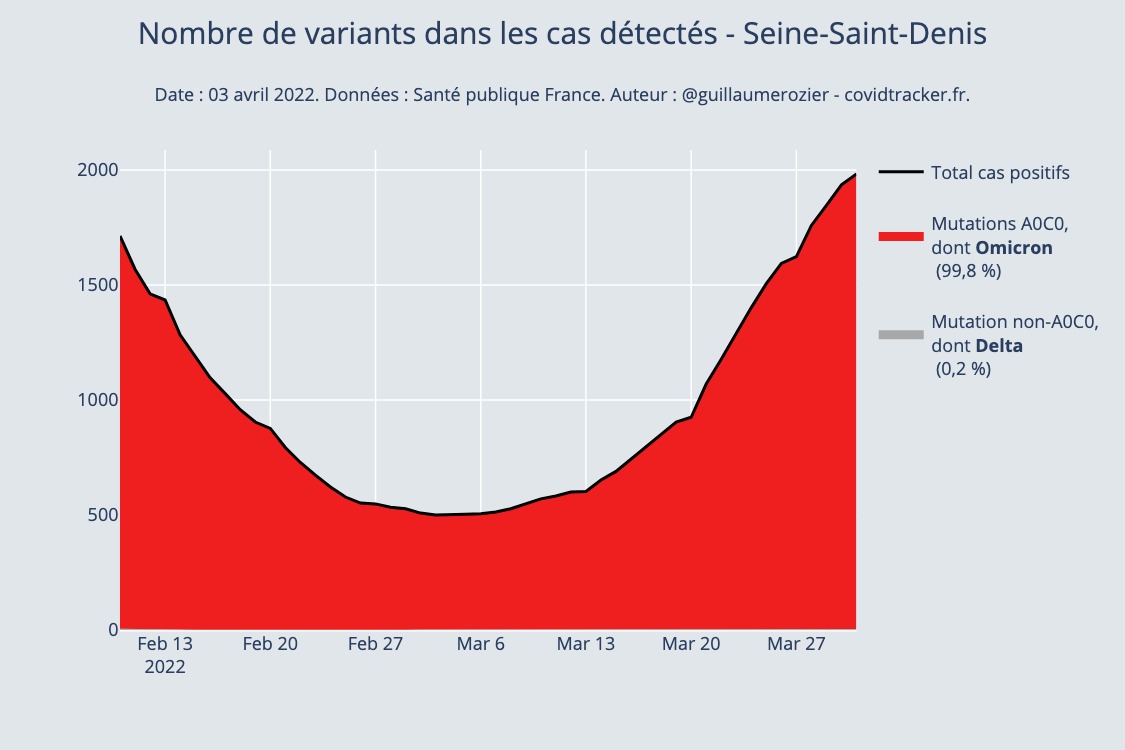 Nombre de variants dans les cas détectés - Seine-Saint-Denis
Date : 03 avril 2022. Données : Santé publique France. Auteur : @guillaumerozier - covidtracker.fr.
2000
1500
1000
500
0
Feb 13
2022
Feb 20
Feb 27
Mar 6
Mar 13
Mar 20
Mar 27
Total cas positifs
Mutations A0C0,
dont Omicron
(99,8 %)
Mutation non-A0C0,
dont Delta
(0,2 %)